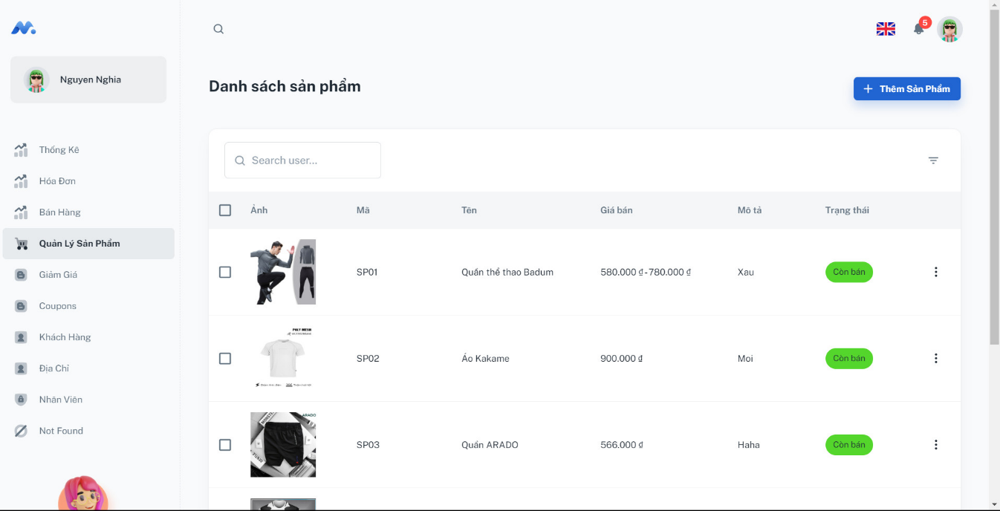 5
Nguyen Nghia
Danh sách sản phẩm
+ Thêm Sản Phẩm
Thống Kê
Hóa Đơn
Bán Hàng
Quản Lý Sản Phẩm
Giảm Giá
Coupons
Khách Hàng
Địa Chỉ
Nhân Viên
Not Found
Search user...
Ảnh Mã Tên Giá bán Mô tả Trạng thái
SP01 Quần thể thao Badum 580.000 ₫-780.000 ₫ Xau Còn bán
POLY MESH
SP02 Áo Kakame 900.000 ₫ Moi Còn bán
ARADO
SP03 Quần ARADO 566.000 ₫ Haha Còn bán